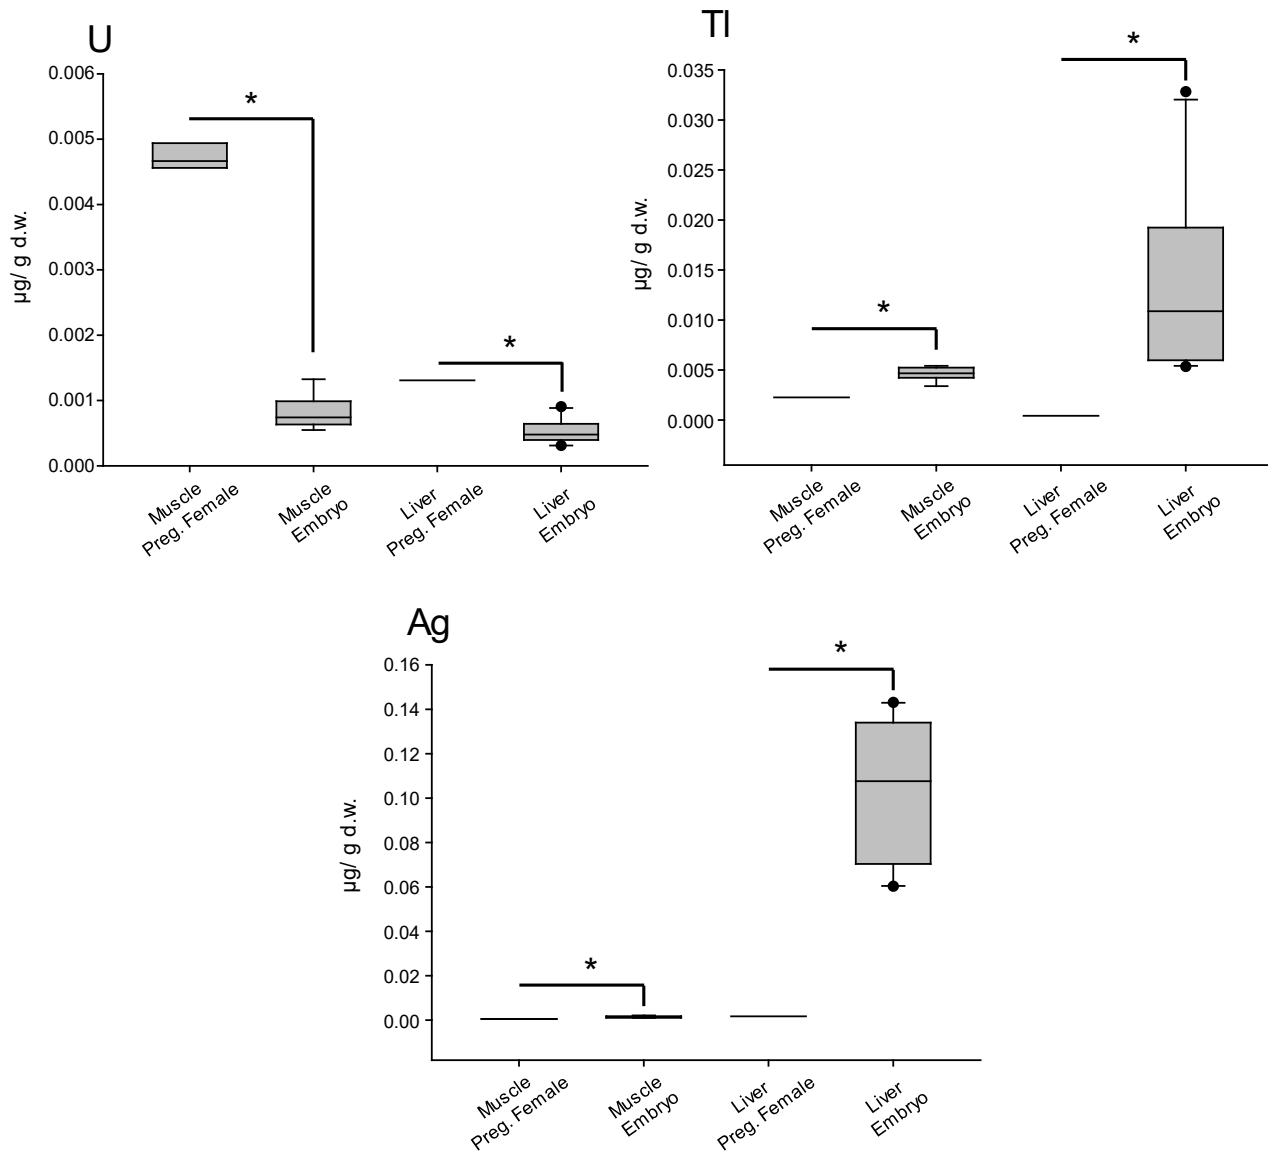 U
*
*
0.006
0.005
0.004
0.003
0.002
0.001
0.000
µg/ g d.w.
Muscle
Preg. Female
Muscle
Embryo
Liver
Preg. Female
Liver
Embryo
Tl
*
*
0.035
0.030
0.025
0.020
0.015
0.010
0.005
0.000
µg/ g d.w.
Muscle
Preg. Female
Muscle
Embryo
Liver
Preg. Female
Liver
Embryo
Ag
*
*
0.16
0.14
0.12
0.10
0.08
0.06
0.04
0.02
0.00
µg/ g d.w.
Muscle
Preg. Female
Muscle
Embryo
Liver
Preg. Female
Liver
Embryo